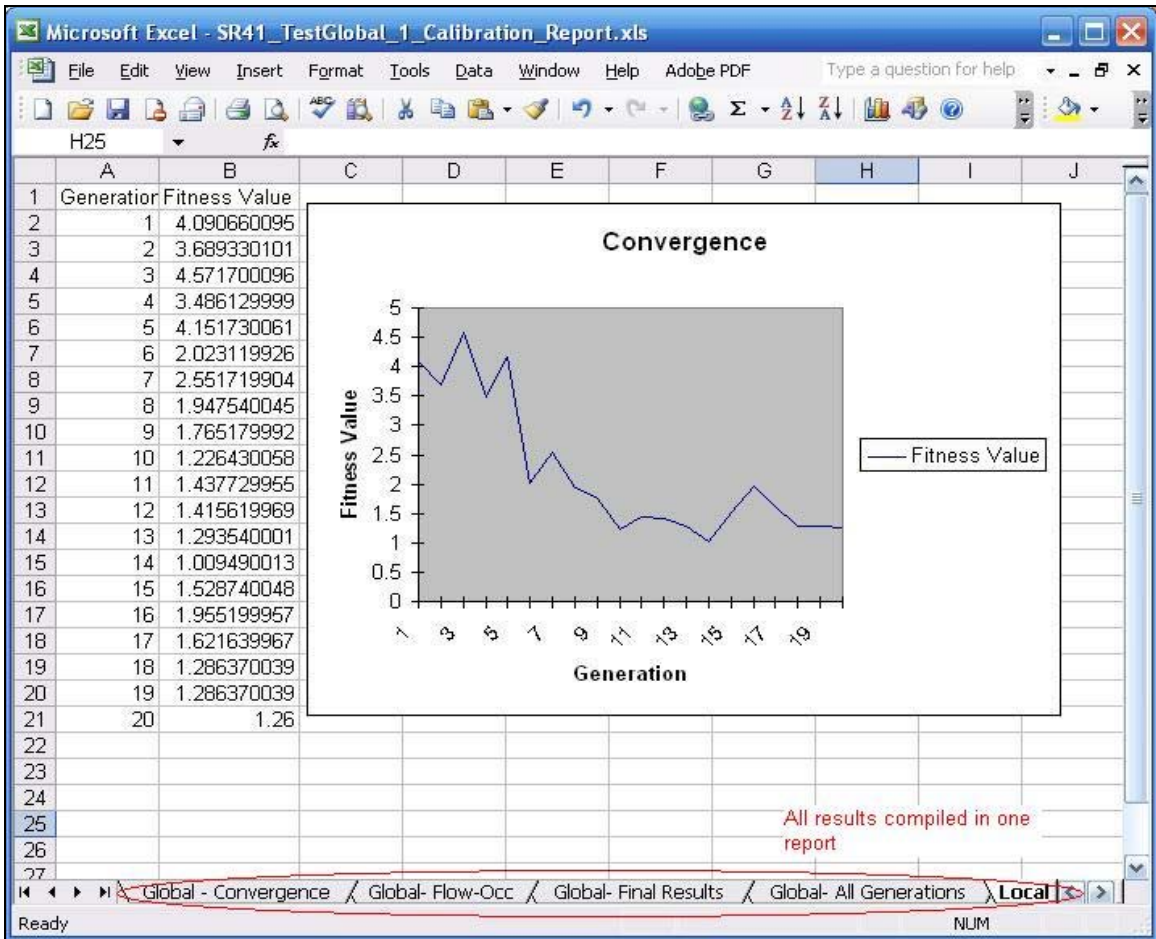 Microsoft Excel - SR41_TestGlobal_1_Calibration_Report.xls
File Edit View Insert Format Tools Data Window Help Adobe PDF Type a question for help
ABC Σ A Z Z A
H25 fx
A B C D E F G H I J
1 Generation Fitness Value
2 1 4.090660095
3 2 3.689330101
4 3 4.571700096
5 4 3.486129999
6 5 4.151730061
7 6 2.023119926
8 7 2.551719904
9 8 1.947540045
10 9 1.765179992
11 10 1.226430058
12 11 1.437729955
13 12 1.415619969
14 13 1.293540001
15 14 1.009490013
16 15 1.528740048
17 16 1.955199957
18 17 1.621639967
19 18 1.286370039
20 19 1.286370039
21 20 1.26
22
23
24
25
26
27
Convergence
Fitness Value
5
4.5
4
3.5
3
2.5
2
1.5
1
0.5
0
1 3 5 7 9 11 13 15 17 19
Generation
Fitness Value
All results compiled in one
report
Global - Convergence Global- Flow-Occ Global- Final Results Global- All Generations Local
Ready NUM